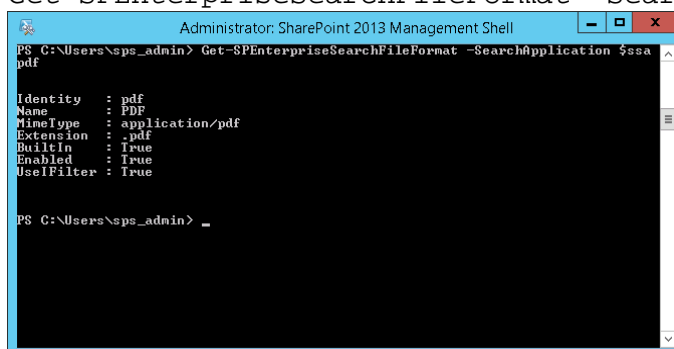 Administrator: SharePoint 2013 Management Shell
PS C:\Users\sps_admin> Get-SPEnterpriseSearchFileFormat -SearchApplication $ssa
pdf
Identity : pdf
Name : PDF
MimeType : application/pdf
Extension : .pdf
BuiltIn : True
Enabled : True
UseIFilter : True
PS C:\Users\sps_admin> _